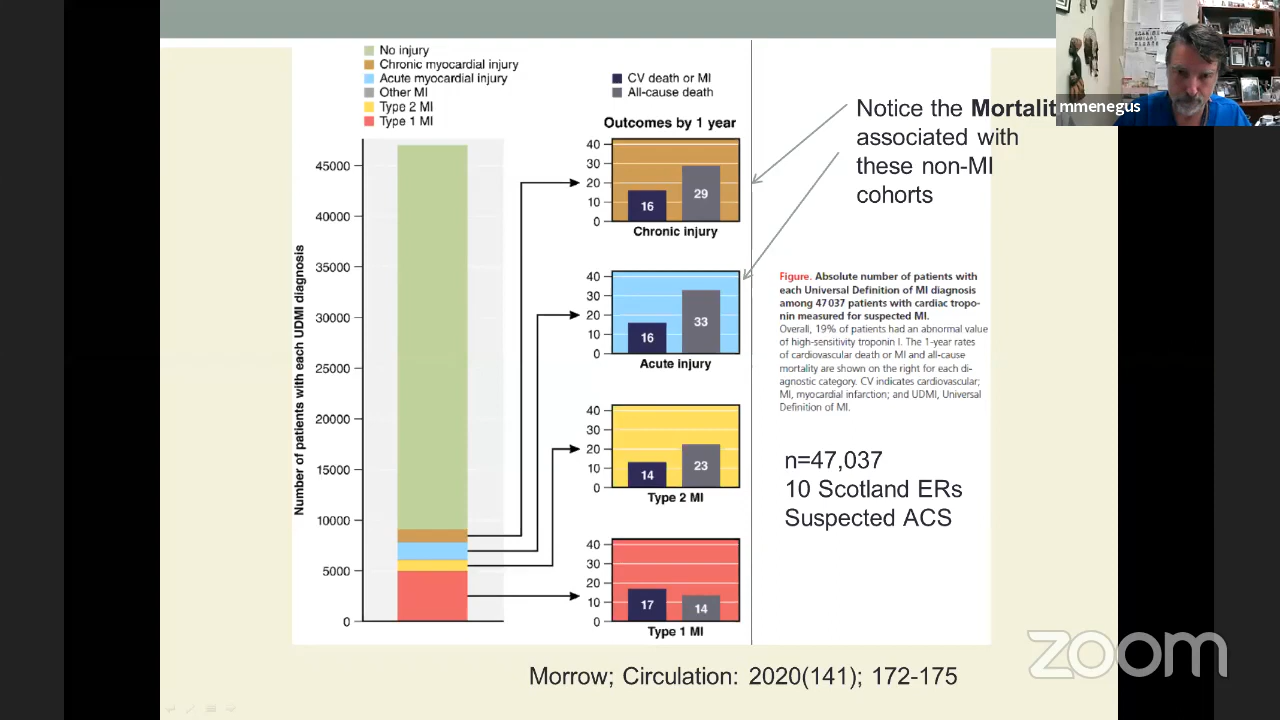 No injury
Chronic myocardial injury
Acute myocardial injury
Other MI
Type 2 MI
Type 1 MI
Number of patients with each UDMI diagnosis
45000
40000
35000
30000
25000
20000
15000
10000
5000
0
CV death or MI
All-cause death
Outcomes by 1 year
40
30
20
10
0
16
29
Chronic injury
40
30
20
10
0
16
33
Acute injury
40
30
20
10
0
14
23
Type 2 MI
40
30
20
10
0
17
14
Type 1 MI
Notice the Mortalit
associated with
these non-MI
cohorts
mmenegus
Figure. Absolute number of patients with
each Universal Definition of MI diagnosis
among 47 037 patients with cardiac tropo-
nin measured for suspected MI.
Overall, 19% of patients had an abnormal value
of high-sensitivity troponin I. The 1-year rates
of cardiovascular death or MI and all-cause
mortality are shown on the right for each di-
agnostic category. CV indicates cardiovascular;
MI, myocardial infarction; and UDMI, Universal
Definition of MI.
n=47,037
10 Scotland ERs
Suspected ACS
zoom
Morrow; Circulation: 2020(141); 172-175